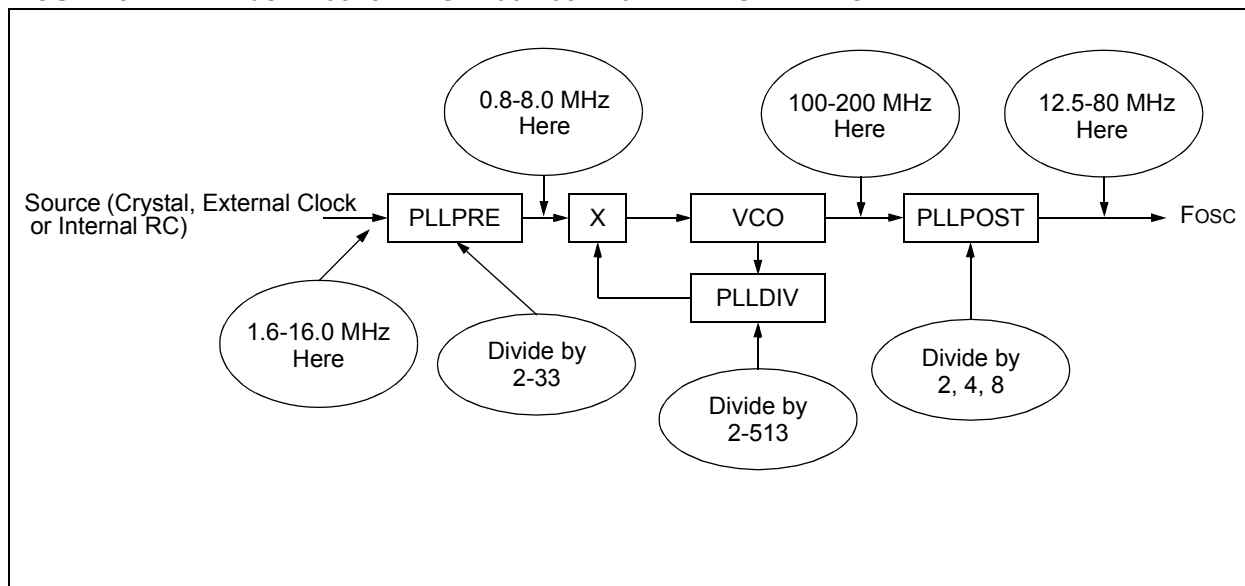 0.8-8.0 MHz
Here
100-200 MHz
Here
12.5-80 MHz
Here
Source (Crystal, External Clock
or Internal RC)
PLLPRE
X
VCO
PLLPOST
FOSC
PLLDIV
1.6-16.0 MHz
Here
Divide by
2-33
Divide by
2-513
Divide by
2, 4, 8